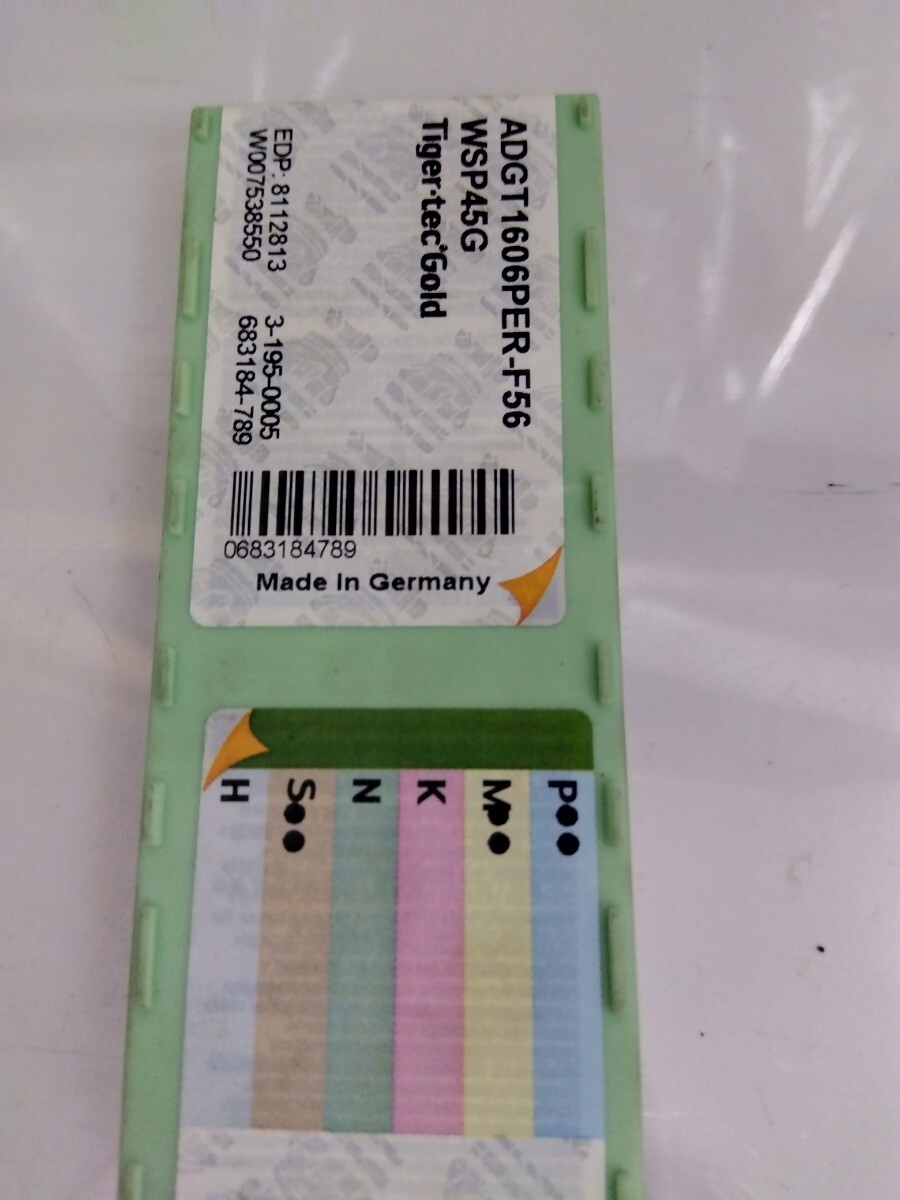 ADGT1606PER-F56
WSP45G
Tiger·tec®Gold
EDP: 8112813 3-195-0005
W007538550 683184-789
0683184789
Made In Germany
P●●
M●●
K
N
S●●
H